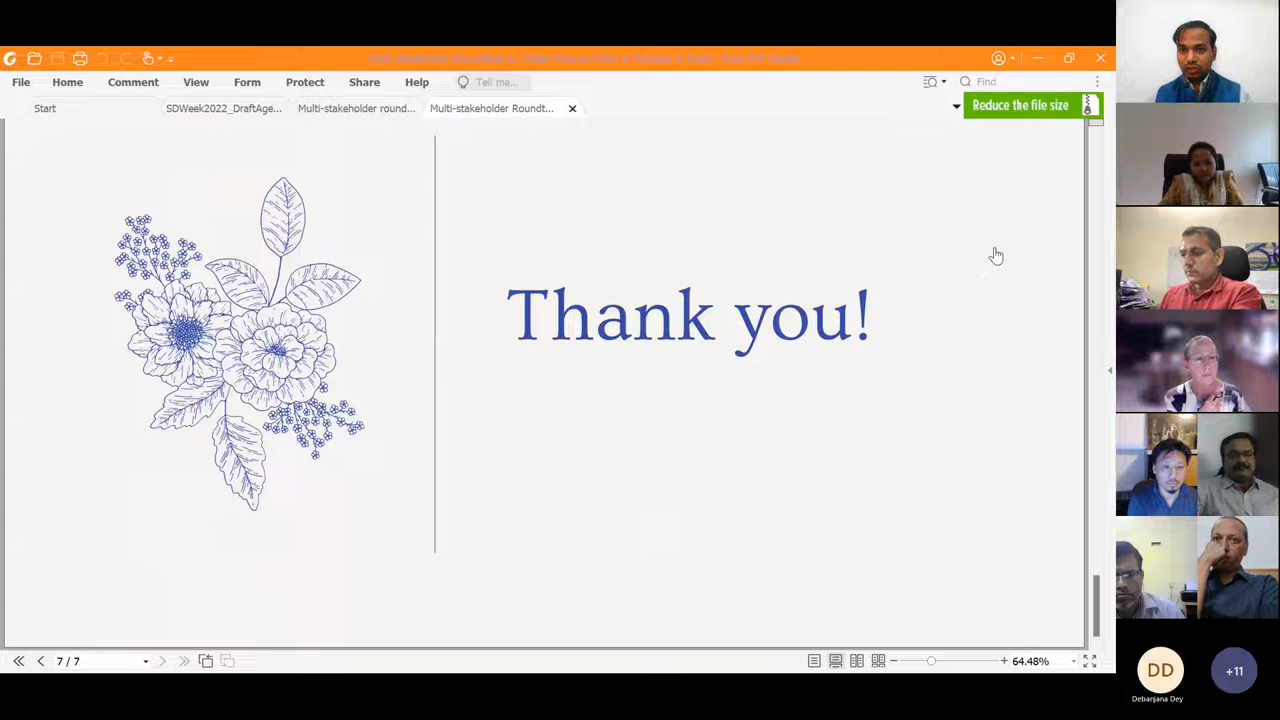 File Home Comment View Form Protect Share Help Tell me... Find
Start SDWeek2022_DraftAge... Multi-stakeholder round... Multi-stakeholder Roundt...
Reduce the file size
Thank you!
7 / 7
64.48%
DD
+11
Debanjana Dey